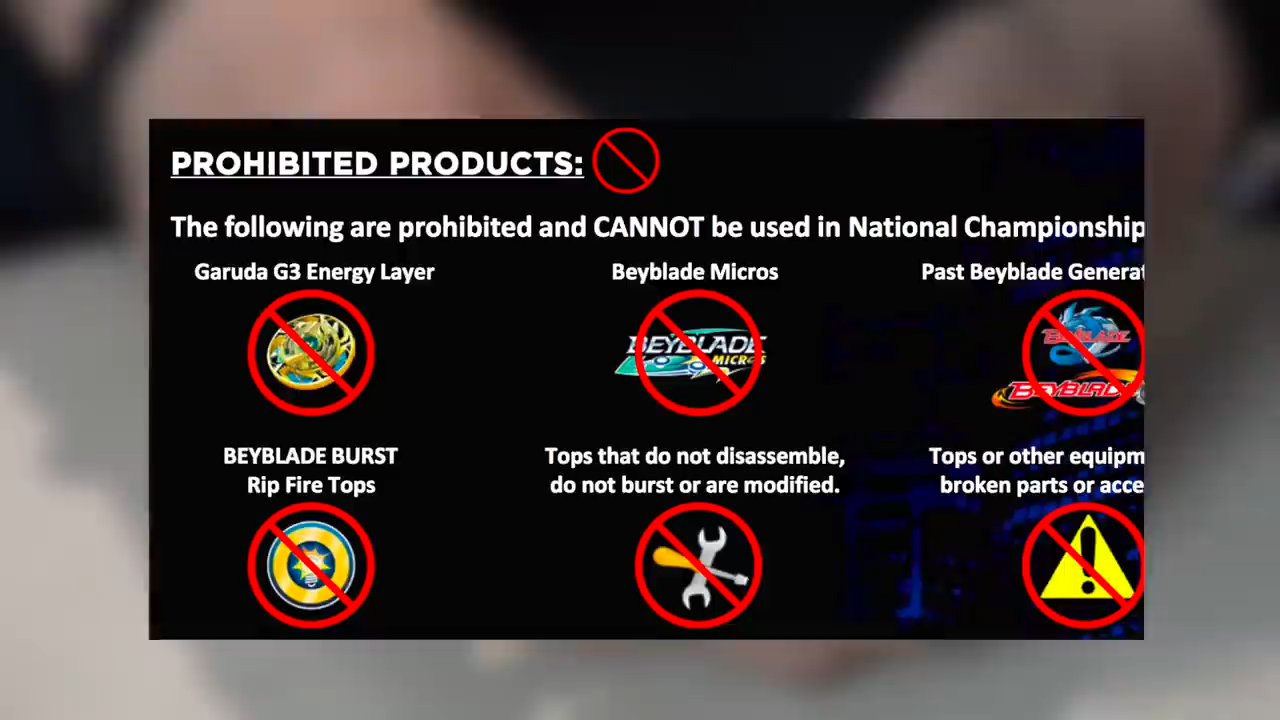 PROHIBITED PRODUCTS:
The following are prohibited and CANNOT be used in National Championship
Garuda G3 Energy Layer
Beyblade Micros
Past Beyblade Generat
BEYBLADE
MICROS
BEYBLADE
BEYBLADE
BEYBLADE BURST
Rip Fire Tops
Tops that do not disassemble,
do not burst or are modified.
Tops or other equipm
broken parts or acce